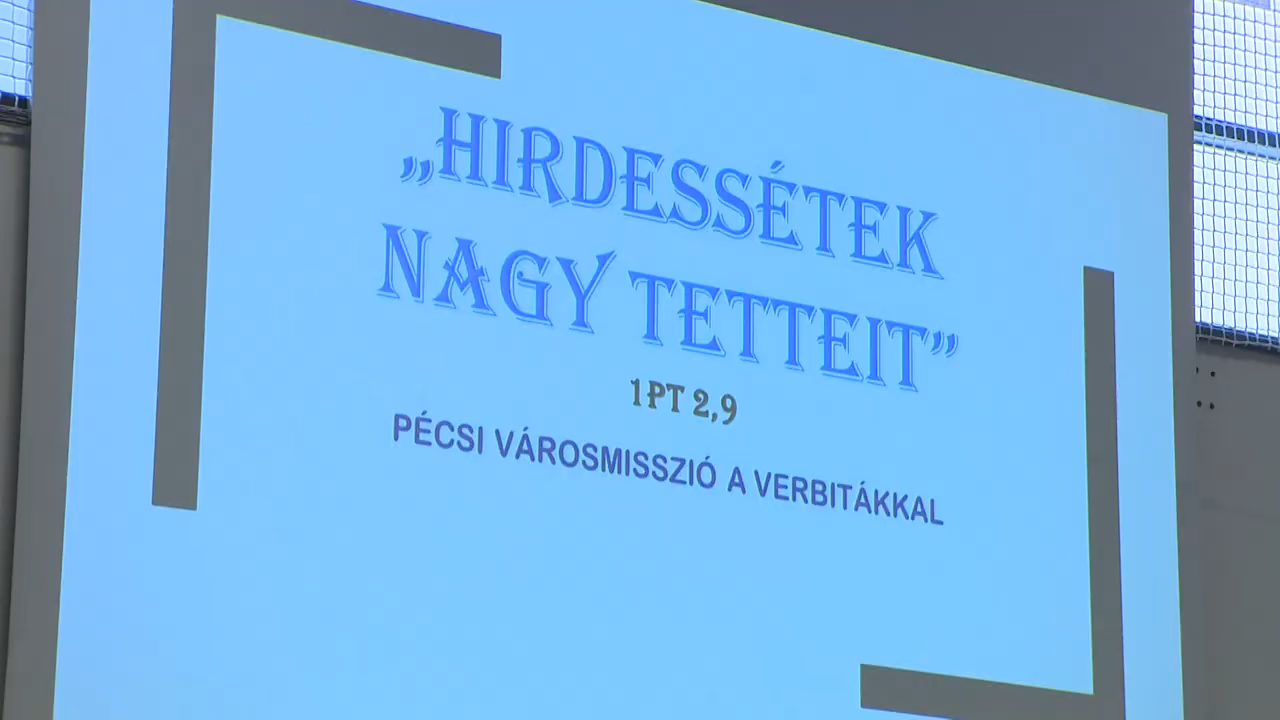 „HIRDESSÉTEK
NAGY TETTEIT”
1PT 2,9
PÉCSI VÁROSMISSZIÓ A VERBITÁKKAL